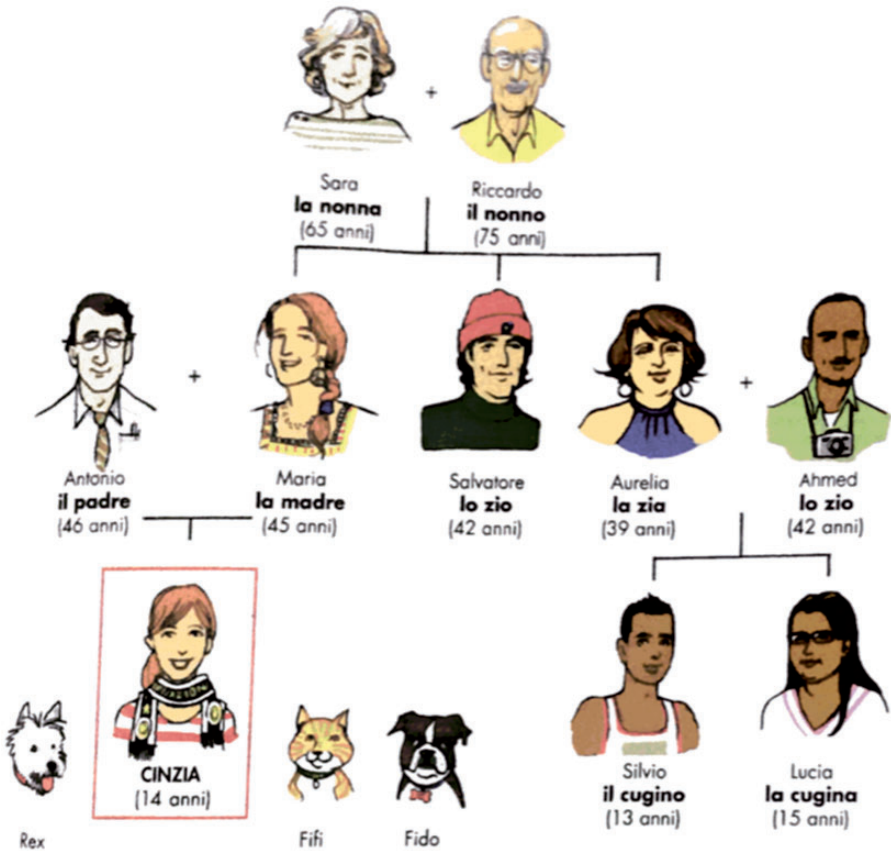 +
Sara
la nonna
(65 anni)
Riccardo
il nonno
(75 anni)
+
+
Antonio
il padre
(46 anni)
Maria
la madre
(45 anni)
Salvatore
lo zio
(42 anni)
Aurelia
la zia
(39 anni)
Ahmed
lo zio
(42 anni)
CINZIA
(14 anni)
Silvio
il cugino
(13 anni)
Lucia
la cugina
(15 anni)
Rex
Fifi
Fido